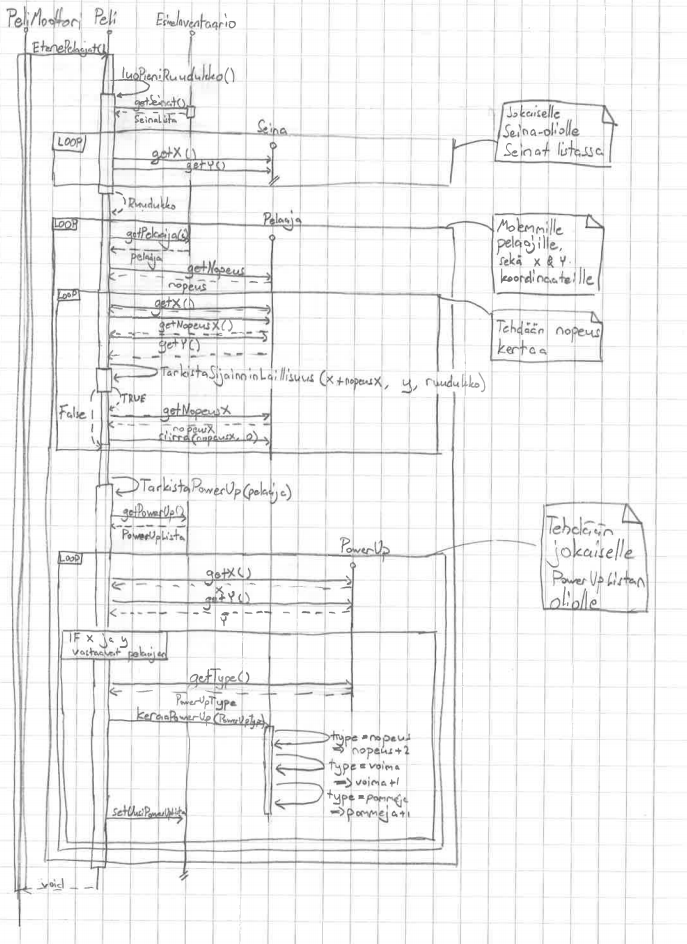 PeliMoottori Peli EsineInventaario
EtenePelaajat()
luoPieniRuudukko()
getSeinat()
SeinaLista
Seina
LOOP
getX()
getY()
Jokaiselle
Seina-oliolle
Seinat listassa
Ruudukko
LOOP
Pelaaja
getPelaaja(i)
pelaaja
getNopeus
nopeus
Molemmille
pelaajille,
sekä X & Y
koordinaateille
LOOP
getX()
getNopeusX()
getY()
Tehdään nopeus
kertaa
TarkistaSijainninLaillisuus (x+nopeusX, y, ruudukko)
TRUE
False
getNopeusX
nopeusX
siirra(nopeusX, 0)
TarkistaPowerUp(pelaaja)
getPowerUp()
PowerUpLista
LOOP
PowerUp
Tehdään
jokaiselle
PowerUpListan
oliolle
getX()
X
getY()
Y
IF x ja y
vastaavat pelaajan
getType()
PowerUpType
keraaPowerUp(PowerUpType)
type=nopeus
=> nopeus+2
type=voima
=> voima+1
type=pommeja
=> pommeja+1
setUusiPowerUpLista
void